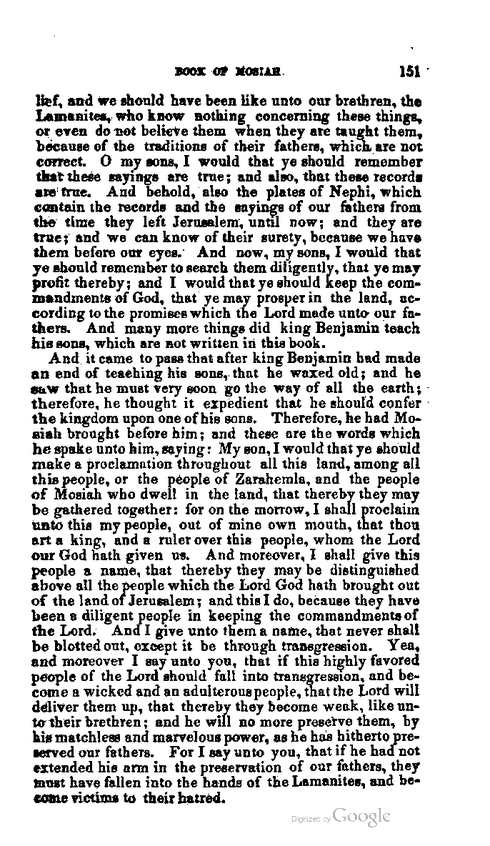 BOOK OF MOSIAH. 151
lief, and we should have been like unto our brethren, the
Lamanites, who know nothing concerning these things,
or even do not believe them when they are taught them,
because of the traditions of their fathers, which are not
correct. O my sons, I would that ye should remember
that these sayings are true; and also, that these records
are true. And behold, also the plates of Nephi, which
contain the records and the sayings of our fathers from
the time they left Jerusalem, until now; and they are
true; and we can know of their surety, because we have
them before our eyes. And now, my sons, I would that
ye should remember to search them diligently, that ye may
profit thereby; and I would that ye should keep the com-
mandments of God, that ye may prosper in the land, ac-
cording to the promises which the Lord made unto our fa-
thers. And many more things did king Benjamin teach
his sons, which are not written in this book.
And it came to pass that after king Benjamin had made
an end of teaching his sons, that he waxed old; and he
saw that he must very soon go the way of all the earth;
therefore, he thought it expedient that he should confer
the kingdom upon one of his sons. Therefore, he had Mo-
siah brought before him; and these are the words which
he spake unto him, saying: My son, I would that ye should
make a proclamation throughout all this land, among all
this people, or the people of Zarahemla, and the people
of Mosiah who dwell in the land, that thereby they may
be gathered together: for on the morrow, I shall proclaim
unto this my people, out of mine own mouth, that thou
art a king, and a ruler over this people, whom the Lord
our God hath given us. And moreover, I shall give this
people a name, that thereby they may be distinguished
above all the people which the Lord God hath brought out
of the land of Jerusalem; and this I do, because they have
been a diligent people in keeping the commandments of
the Lord. And I give unto them a name, that never shall
be blotted out, except it be through transgression. Yea,
and moreover I say unto you, that if this highly favored
people of the Lord should fall into transgression, and be-
come a wicked and an adulterous people, that the Lord will
deliver them up, that thereby they become weak, like un-
to their brethren; and he will no more preserve them, by
his matchless and marvelous power, as he has hitherto pre-
served our fathers. For I say unto you, that if he had not
extended his arm in the preservation of our fathers, they
must have fallen into the hands of the Lamanites, and be-
come victims to their hatred.
Digitized by Google